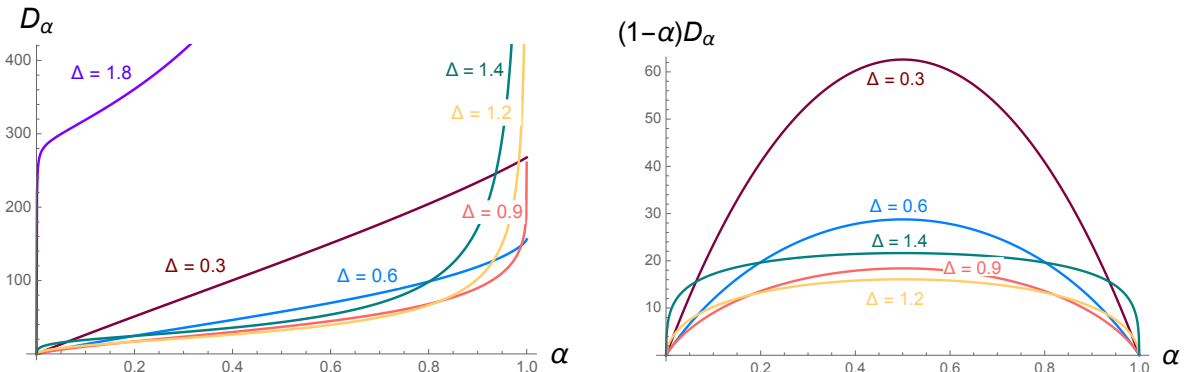 D_α
400
300
200
100
0.2
0.4
0.6
0.8
1.0
α
Δ = 1.8
Δ = 1.4
Δ = 1.2
Δ = 0.9
Δ = 0.6
Δ = 0.3
(1-α)D_α
60
50
40
30
20
10
0.2
0.4
0.6
0.8
1.0
α
Δ = 0.3
Δ = 0.6
Δ = 1.4
Δ = 0.9
Δ = 1.2